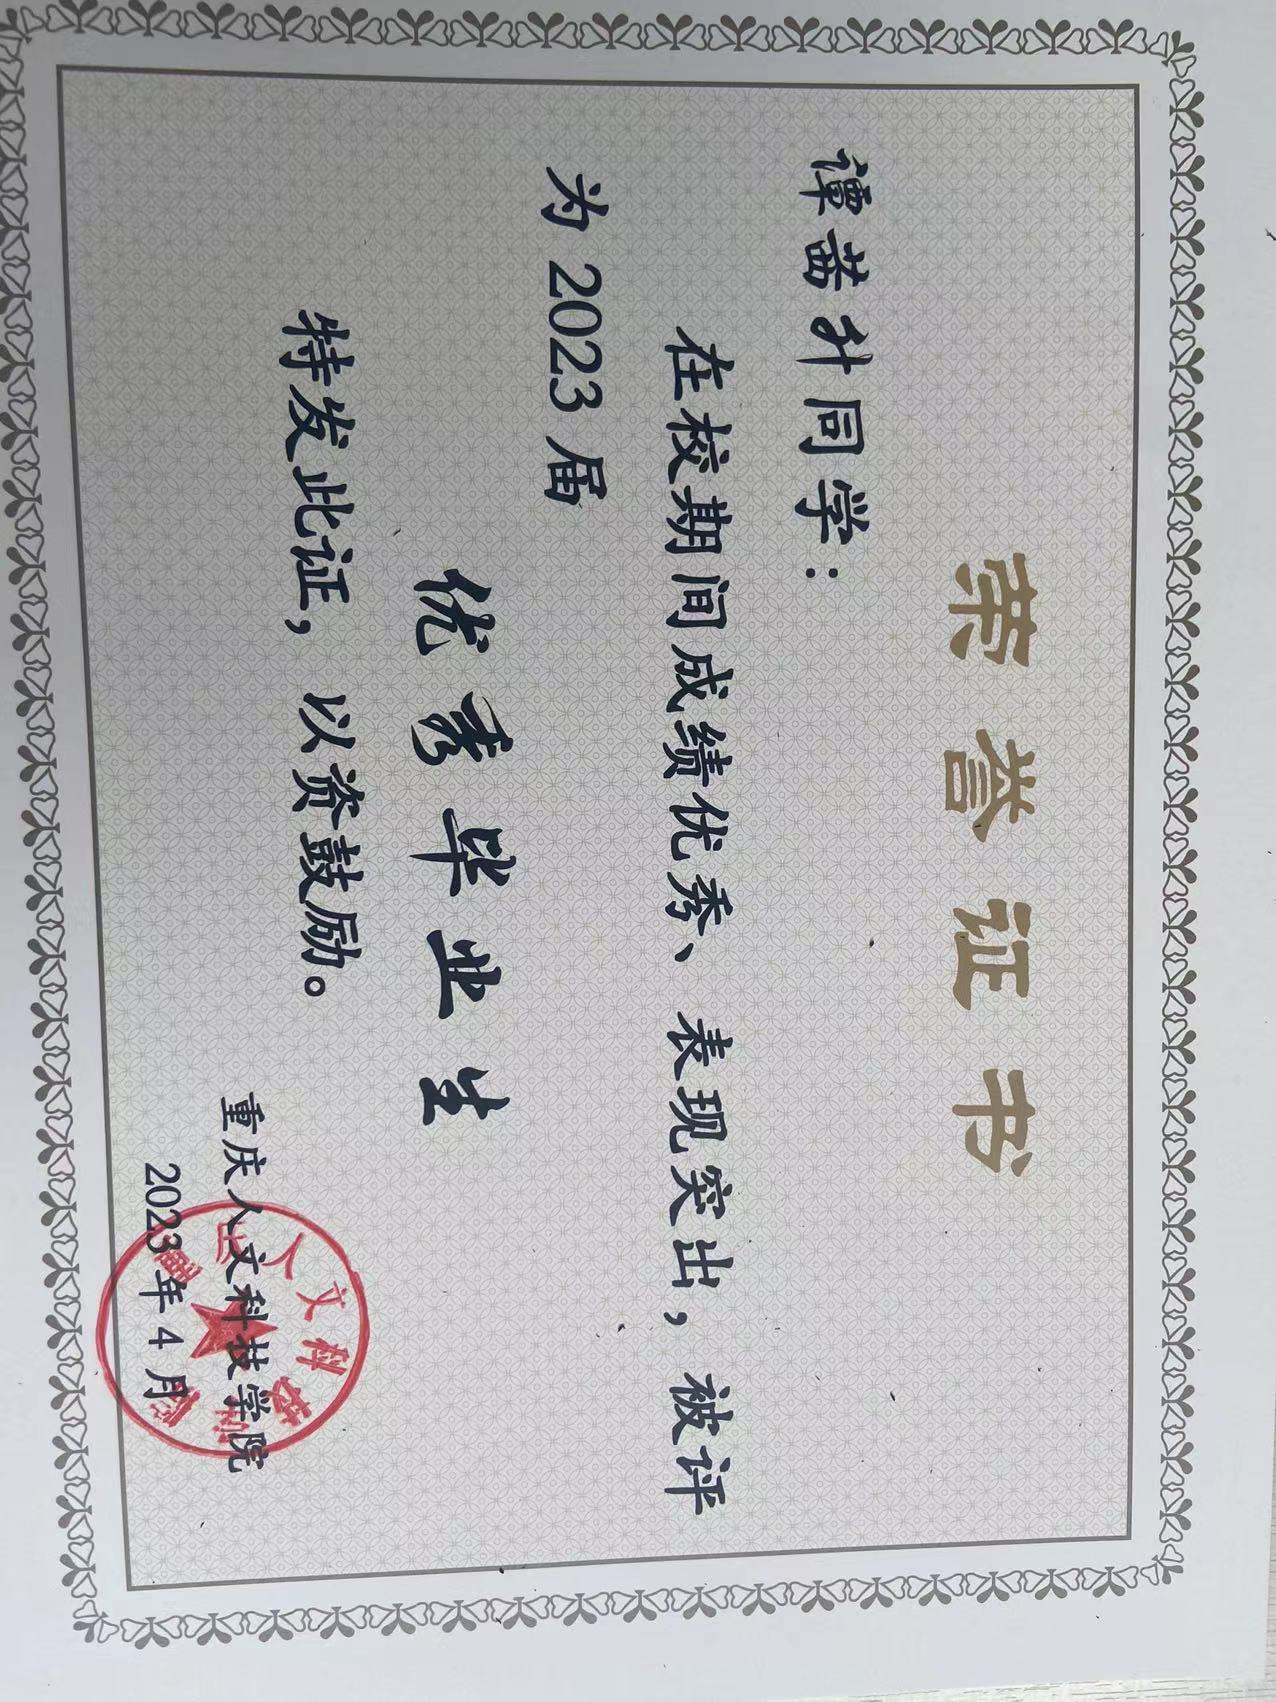 荣誉证书
谭茜升同学：
在校期间成绩优秀、表现突出，被评
为 2023 届
优秀毕业生
特发此证，以资鼓励。
重庆人文科技学院
2023 年 4 月
重庆人文科技学院